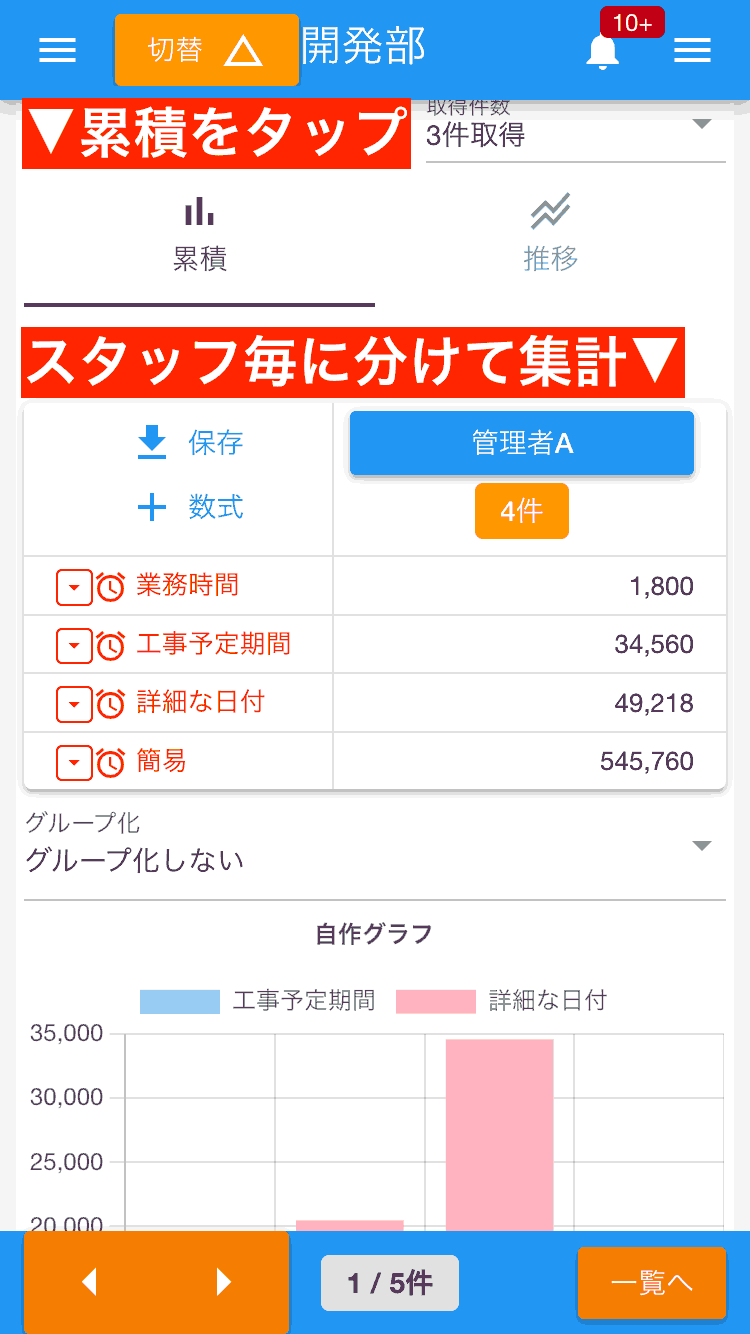 切替 △ 開発部 10+
▼累積をタップ
取得件数
3件取得
累積 推移
スタッフ毎に分けて集計▼
保存 管理者A
数式 4件
業務時間 1,800
工事予定期間 34,560
詳細な日付 49,218
簡易 545,760
グループ化
グループ化しない
自作グラフ
工事予定期間 詳細な日付
35,000
30,000
25,000
20,000
1 / 5件 一覧へ